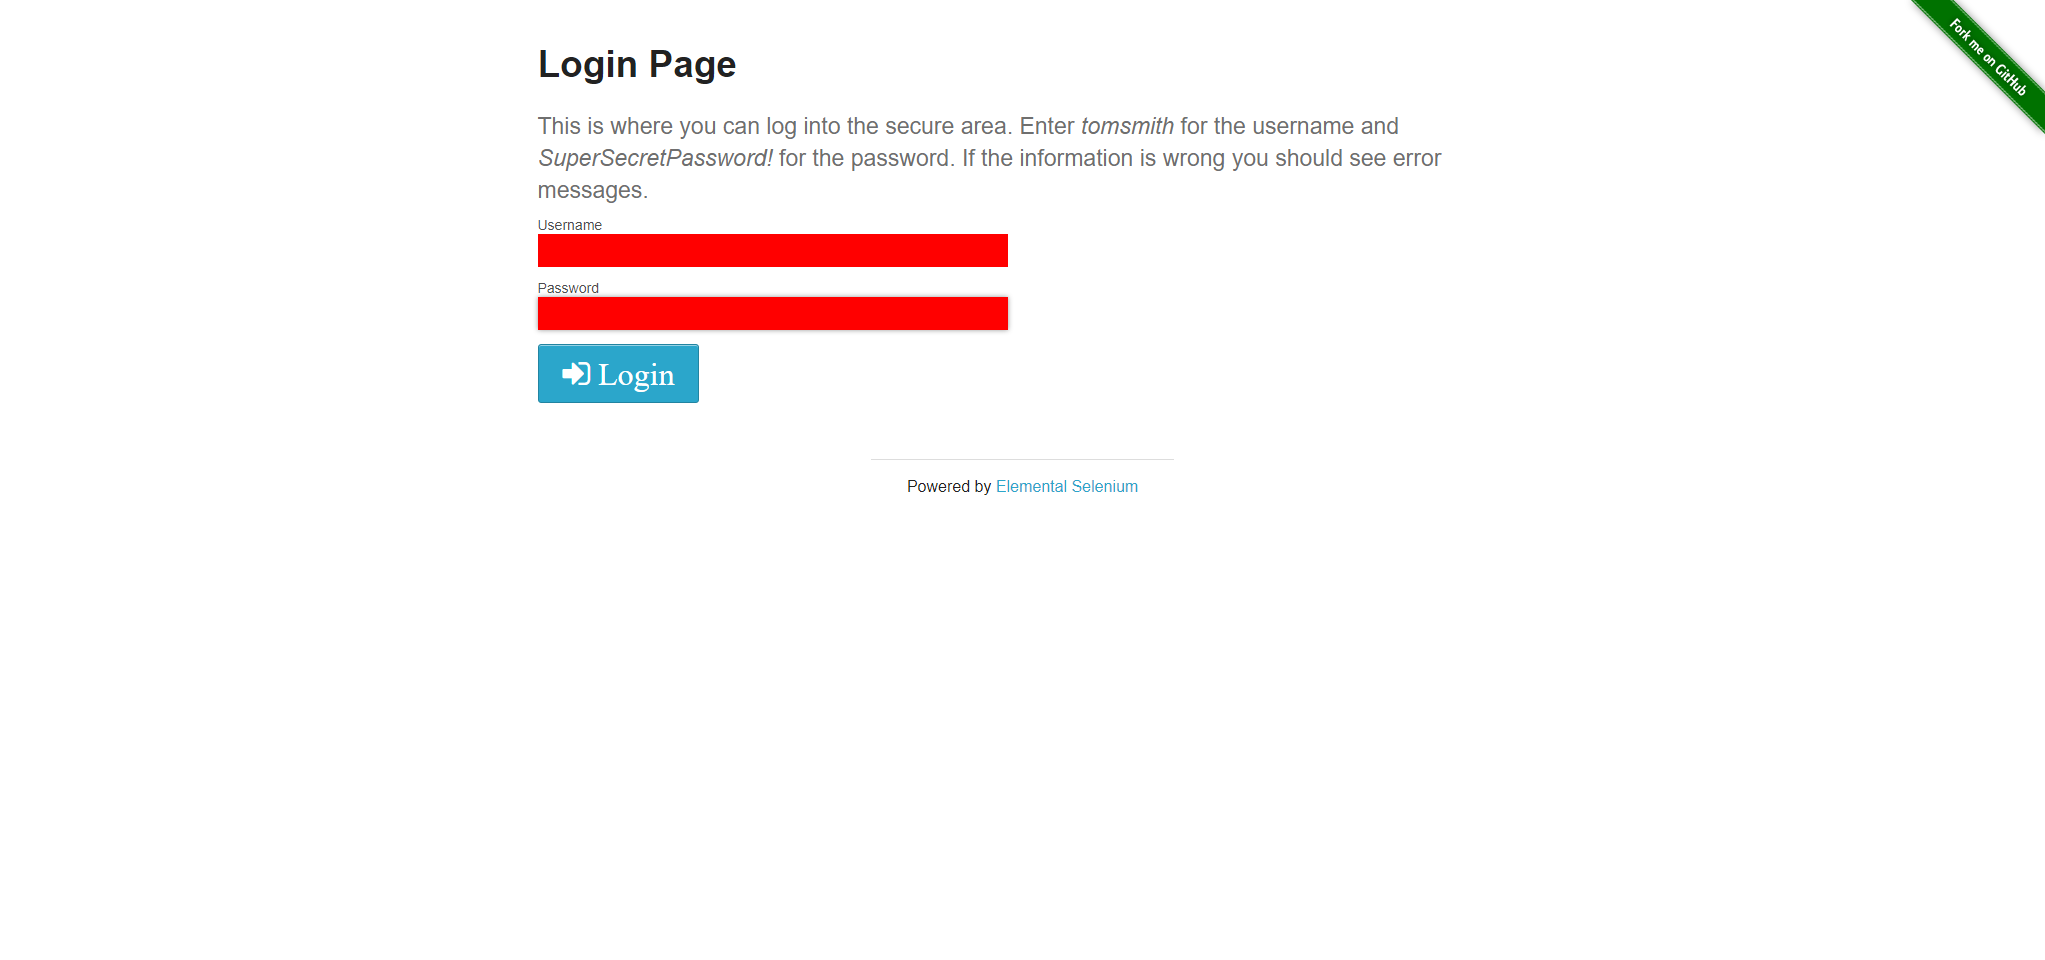 Fork me on GitHub
Login Page
This is where you can log into the secure area. Enter tomsmith for the username and
SuperSecretPassword! for the password. If the information is wrong you should see error
messages.
Username
Password
Login
Powered by Elemental Selenium